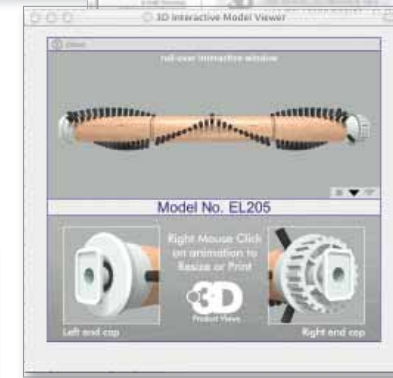 3D Interactive Model Viewer
roll over interactive window
Model No. EL205
Right Mouse Click
on animation to
Resize or Print
3D
Product Views
Left end cap
Right end cap